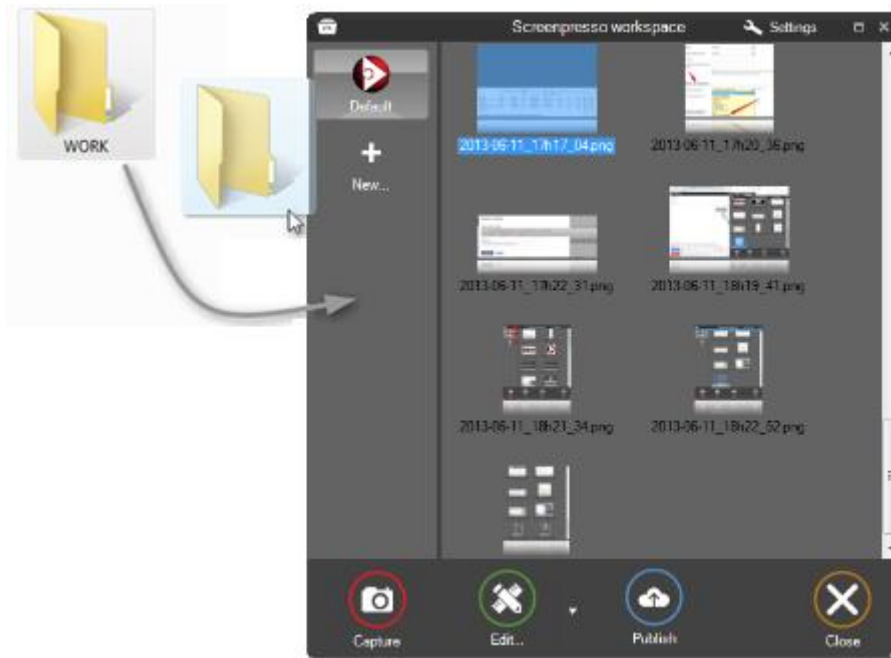 WORK
Screenpresso workspace
Settings
Default
New...
2013-06-11_17h17_04.png
2013-06-11_17h20_36.png
2013-06-11_17h22_31.png
2013-06-11_18h19_41.png
2013-06-11_18h21_34.png
2013-06-11_18h22_52.png
Capture
Edit...
Publish
Close